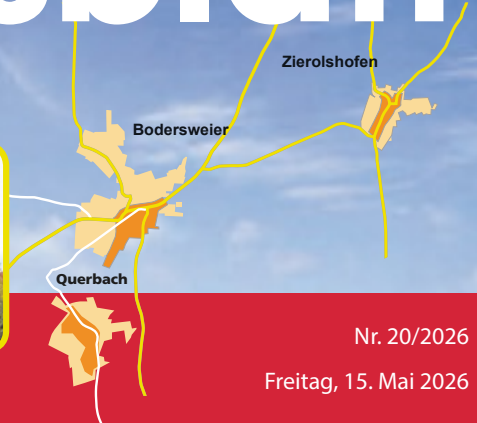 Zierolshofen
Bodersweier
Querbach
Nr. 20/2026
Freitag, 15. Mai 2026